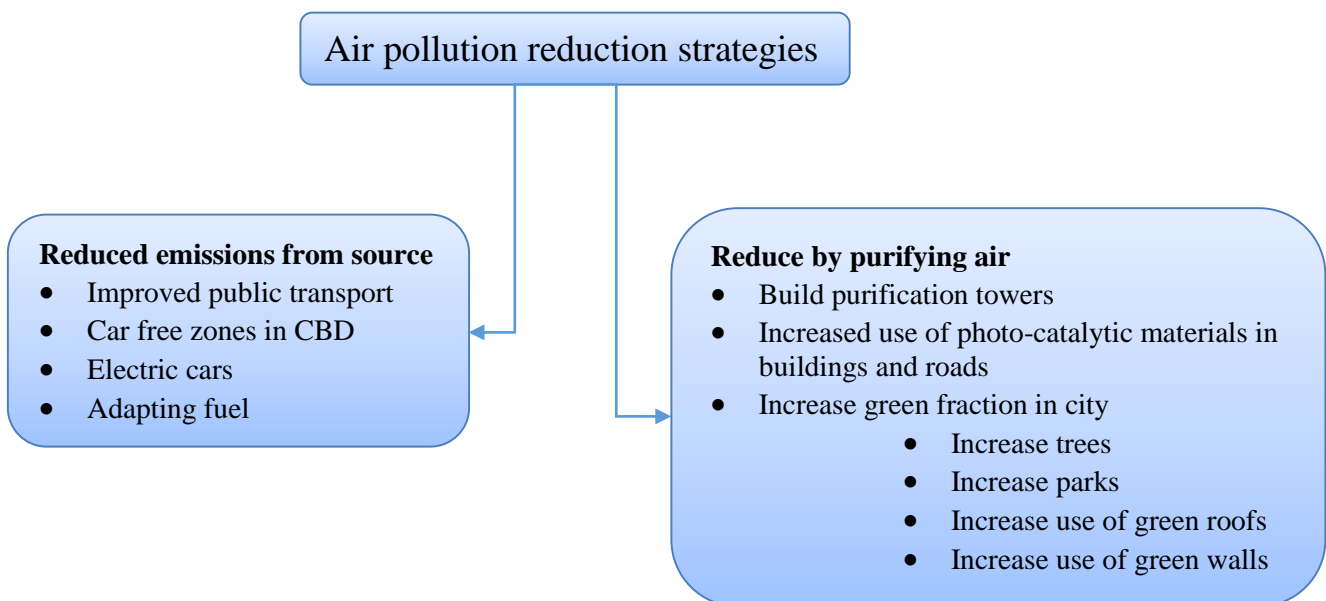 Air pollution reduction strategies
Reduced emissions from source
• Improved public transport
• Car free zones in CBD
• Electric cars
• Adapting fuel
Reduce by purifying air
• Build purification towers
• Increased use of photo-catalytic materials in
buildings and roads
• Increase green fraction in city
• Increase trees
• Increase parks
• Increase use of green roofs
• Increase use of green walls